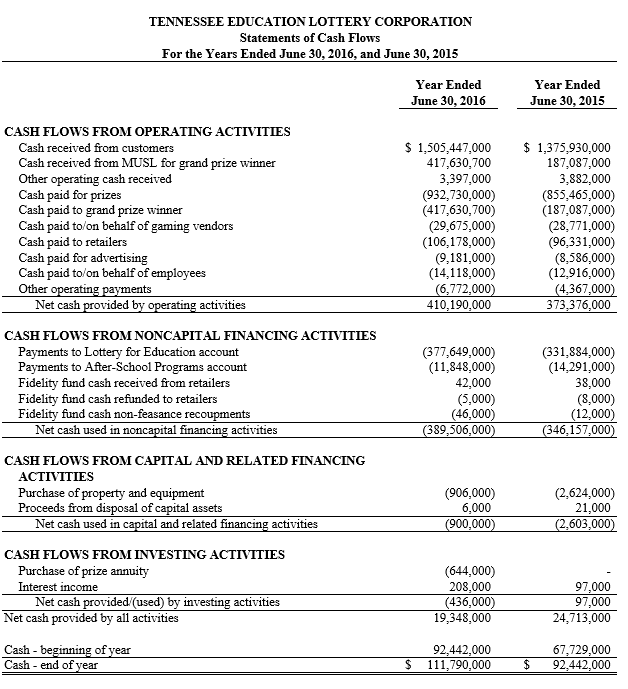 TENNESSEE EDUCATION LOTTERY CORPORATION
Statements of Cash Flows
For the Years Ended June 30, 2016, and June 30, 2015
Year Ended Year Ended
June 30, 2016 June 30, 2015
CASH FLOWS FROM OPERATING ACTIVITIES
Cash received from customers $ 1,505,447,000 $ 1,375,930,000
Cash received from MUSL for grand prize winner 417,630,700 187,087,000
Other operating cash received 3,397,000 3,882,000
Cash paid for prizes (932,730,000) (855,465,000)
Cash paid to grand prize winner (417,630,700) (187,087,000)
Cash paid to/on behalf of gaming vendors (29,675,000) (28,771,000)
Cash paid to retailers (106,178,000) (96,331,000)
Cash paid for advertising (9,181,000) (8,586,000)
Cash paid to/on behalf of employees (14,118,000) (12,916,000)
Other operating payments (6,772,000) (4,367,000)
Net cash provided by operating activities 410,190,000 373,376,000
CASH FLOWS FROM NONCAPITAL FINANCING ACTIVITIES
Payments to Lottery for Education account (377,649,000) (331,884,000)
Payments to After-School Programs account (11,848,000) (14,291,000)
Fidelity fund cash received from retailers 42,000 38,000
Fidelity fund cash refunded to retailers (5,000) (8,000)
Fidelity fund cash non-feasance recoupments (46,000) (12,000)
Net cash used in noncapital financing activities (389,506,000) (346,157,000)
CASH FLOWS FROM CAPITAL AND RELATED FINANCING
ACTIVITIES
Purchase of property and equipment (906,000) (2,624,000)
Proceeds from disposal of capital assets 6,000 21,000
Net cash used in capital and related financing activities (900,000) (2,603,000)
CASH FLOWS FROM INVESTING ACTIVITIES
Purchase of prize annuity (644,000) -
Interest income 208,000 97,000
Net cash provided/(used) by investing activities (436,000) 97,000
Net cash provided by all activities 19,348,000 24,713,000
Cash - beginning of year 92,442,000 67,729,000
Cash - end of year $ 111,790,000 $ 92,442,000